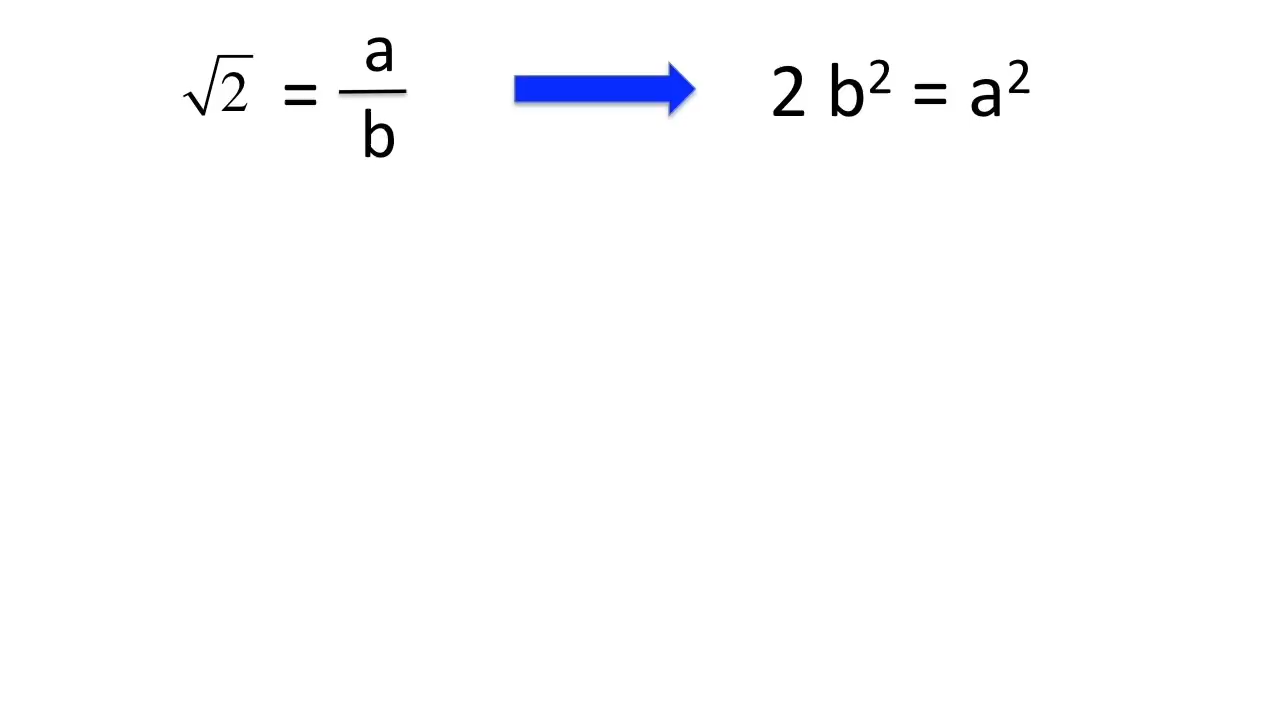 √2 = a/b 2 b² = a²